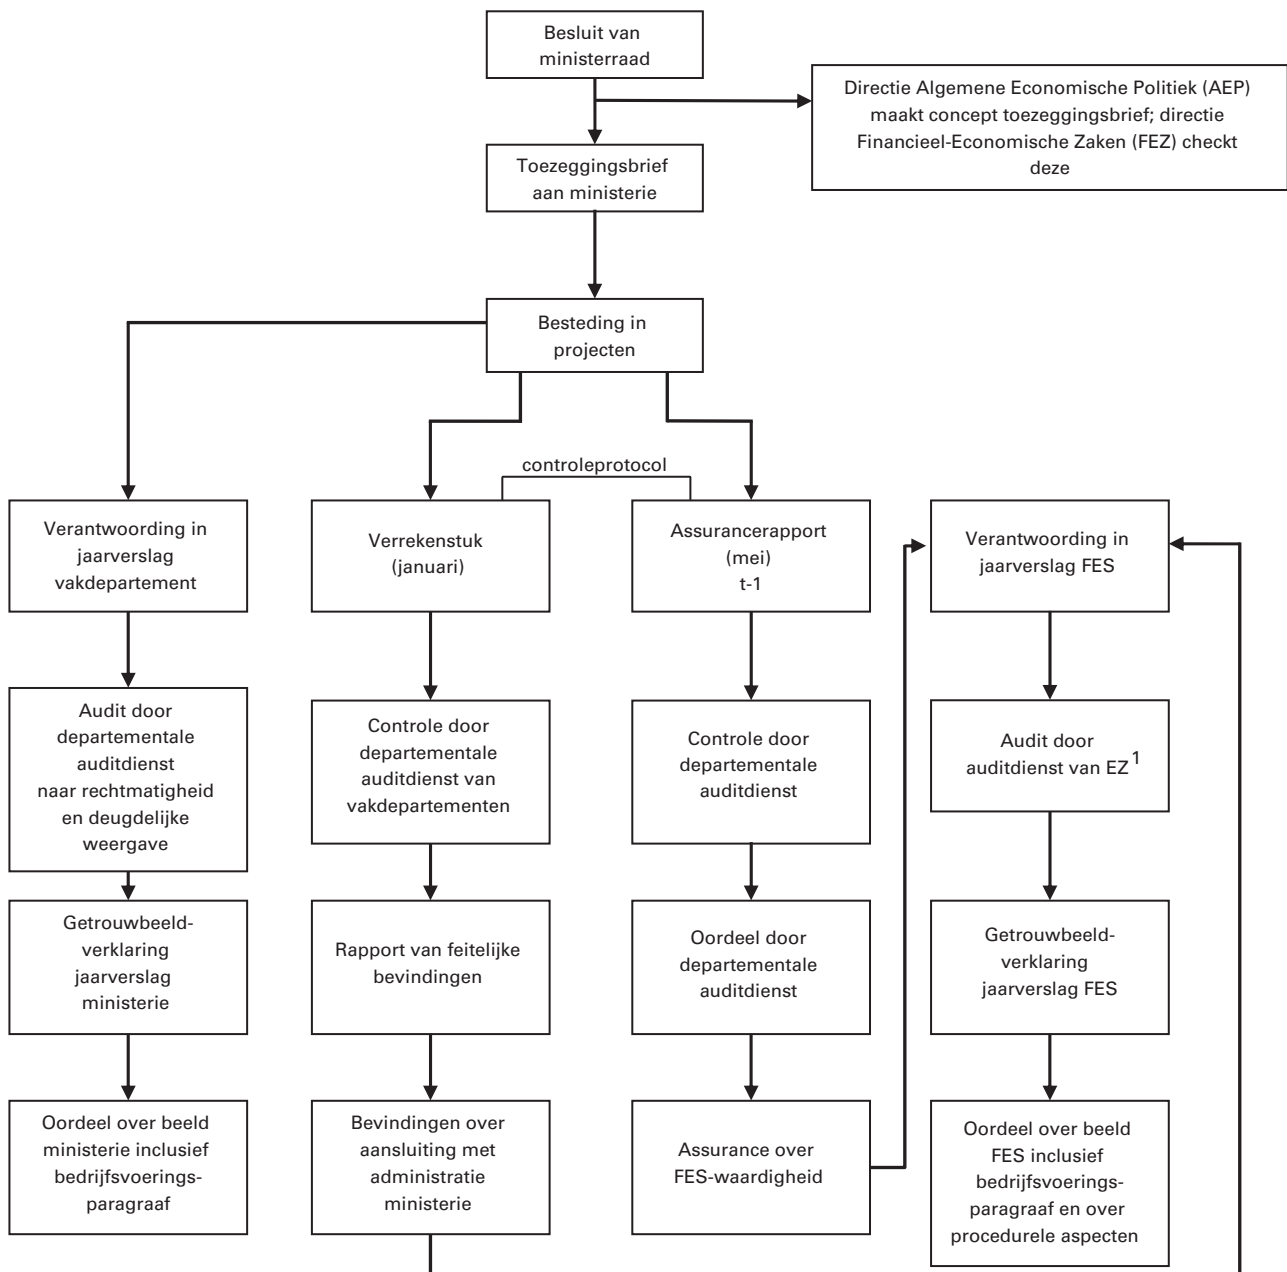 Besluit van
ministerraad
Directie Algemene Economische Politiek (AEP)
maakt concept toezeggingsbrief; directie
Financieel-Economische Zaken (FEZ) checkt
deze
Toezeggingsbrief
aan ministerie
Besteding in
projecten
controleprotocol
Verantwoording in
jaarverslag
vakdepartement
Verrekenstuk
(januari)
Assurancerapport
(mei)
t-1
Verantwoording in
jaarverslag FES
Audit door
departementale
auditdienst
naar rechtmatigheid
en deugdelijke
weergave
Controle door
departementale
auditdienst van
vakdepartementen
Controle door
departementale
auditdienst
Audit door
auditdienst van EZ1
Getrouwbeeld-
verklaring
jaarverslag
ministerie
Rapport van feitelijke
bevindingen
Oordeel door
departementale
auditdienst
Getrouwbeeld-
verklaring
jaarverslag FES
Oordeel over beeld
ministerie inclusief
bedrijfsvoerings-
paragraaf
Bevindingen over
aansluiting met
administratie
ministerie
Assurance over
FES-waardigheid
Oordeel over beeld
FES inclusief
bedrijfsvoerings-
paragraaf en over
procedurele aspecten